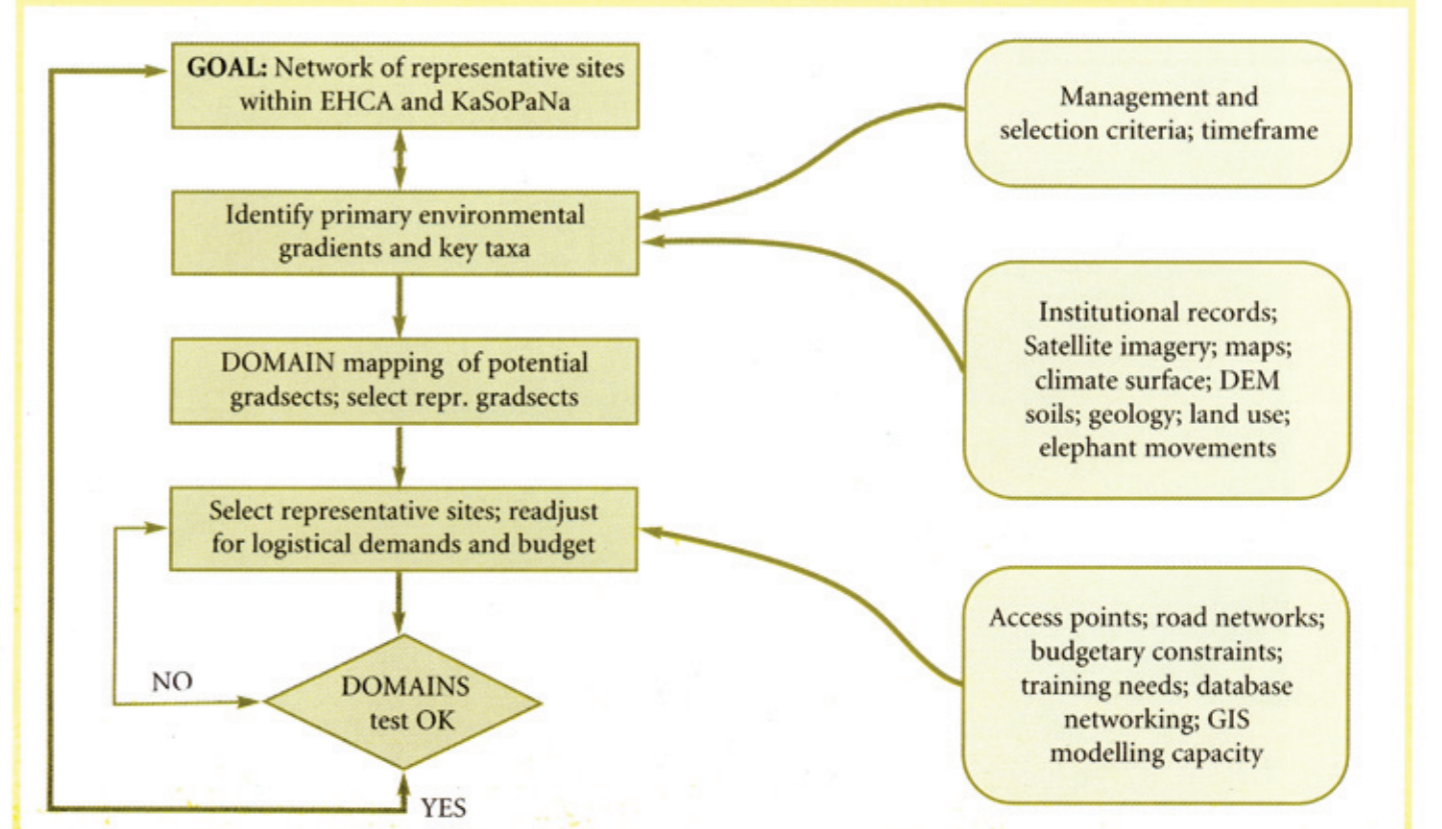 GOAL: Network of representative sites
within EHCA and KaSoPaNa
Identify primary environmental
gradients and key taxa
DOMAIN mapping of potential
gradsects; select repr. gradsects
Select representative sites; readjust
for logistical demands and budget
NO
DOMAINS
test OK
YES
Management and
selection criteria; timeframe
Institutional records;
Satellite imagery; maps;
climate surface; DEM
soils; geology; land use;
elephant movements
Access points; road networks;
budgetary constraints;
training needs; database
networking; GIS
modelling capacity